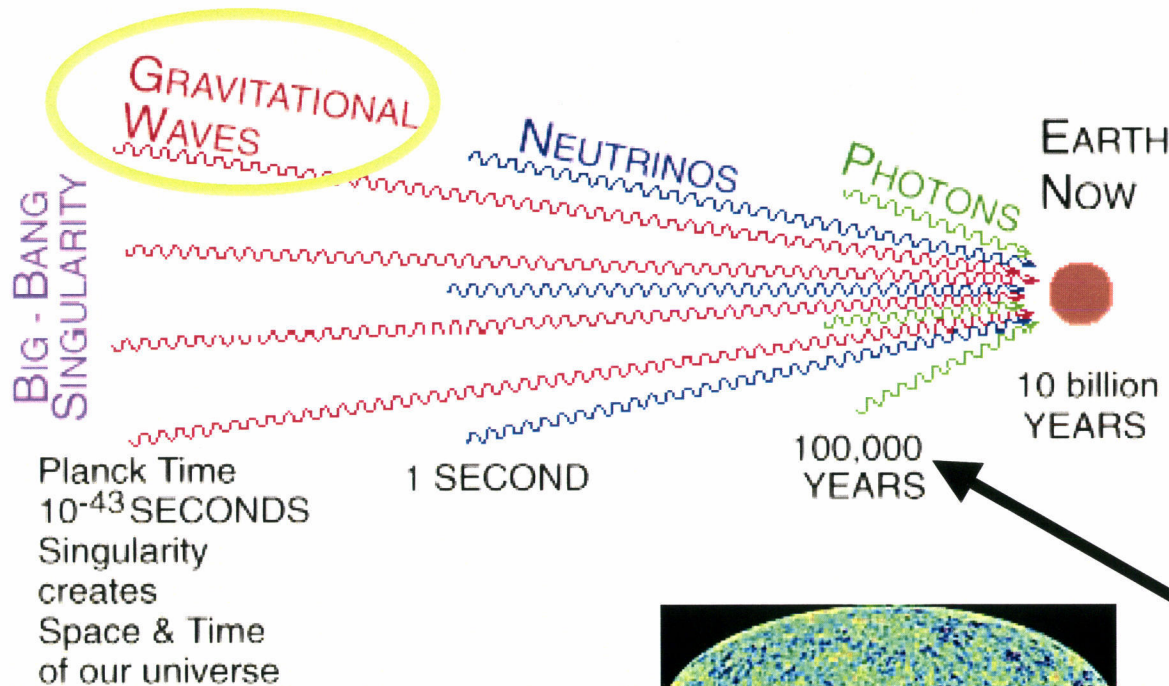 GRAVITATIONAL
WAVES
NEUTRINOS
PHOTONS
EARTH
NOW
BIG - BANG
SINGULARITY
10 billion
YEARS
100,000
YEARS
1 SECOND
Planck Time
10⁻⁴³ SECONDS
Singularity
creates
Space & Time
of our universe